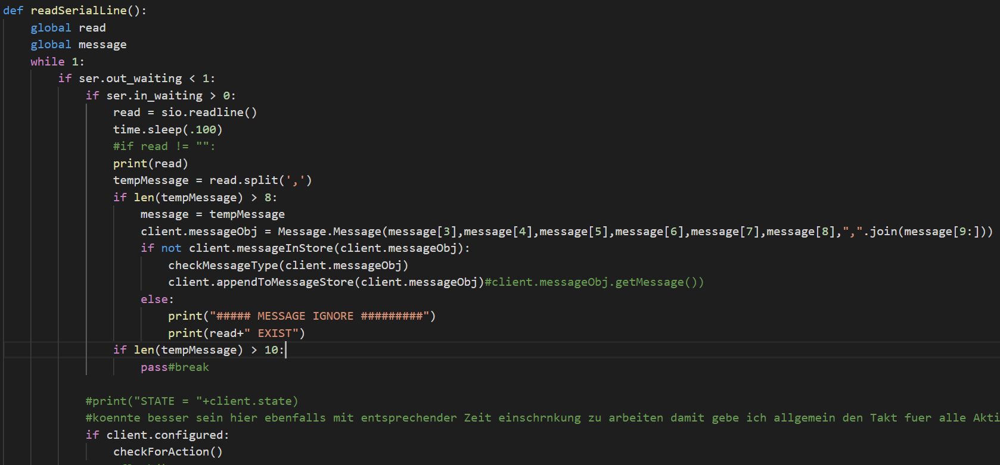 def readSerialLine():
    global read
    global message
    while 1:
        if ser.out_waiting < 1:
            if ser.in_waiting > 0:
                read = sio.readline()
                time.sleep(.100)
                #if read != "":
                print(read)
                tempMessage = read.split(',')
                if len(tempMessage) > 8:
                    message = tempMessage
                    client.messageObj = Message.Message(message[3],message[4],message[5],message[6],message[7],message[8],",".join(message[9:]))
                    if not client.messageInStore(client.messageObj):
                        checkMessageType(client.messageObj)
                        client.appendToMessageStore(client.messageObj)#client.messageObj.getMessage())
                    else:
                        print("##### MESSAGE IGNORE #########")
                        print(read+" EXIST")
                if len(tempMessage) > 10:
                    pass#break
            #print("STATE = "+client.state)
            #koennte besser sein hier ebenfalls mit entsprechender Zeit einschrnkung zu arbeiten damit gebe ich allgemein den Takt fuer alle Akti
            if client.configured:
                checkForAction()